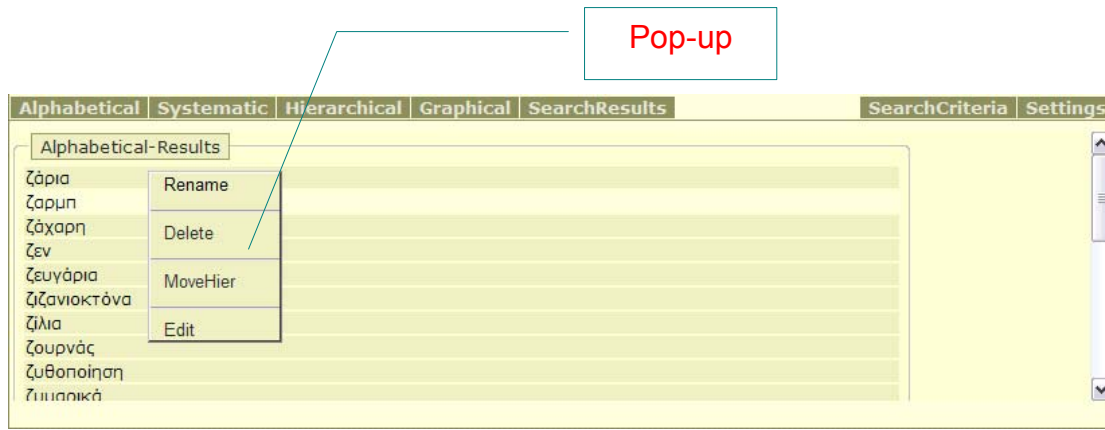 Pop-up
Alphabetical Systematic Hierarchical Graphical SearchResults SearchCriteria Settings
Alphabetical-Results
ζάρια
ζαρμπ
ζάχαρη
ζεν
ζευγάρια
ζιζανιοκτόνα
ζίλια
ζουρνάς
ζυθοποίηση
ζυμαρικά
Rename
Delete
MoveHier
Edit